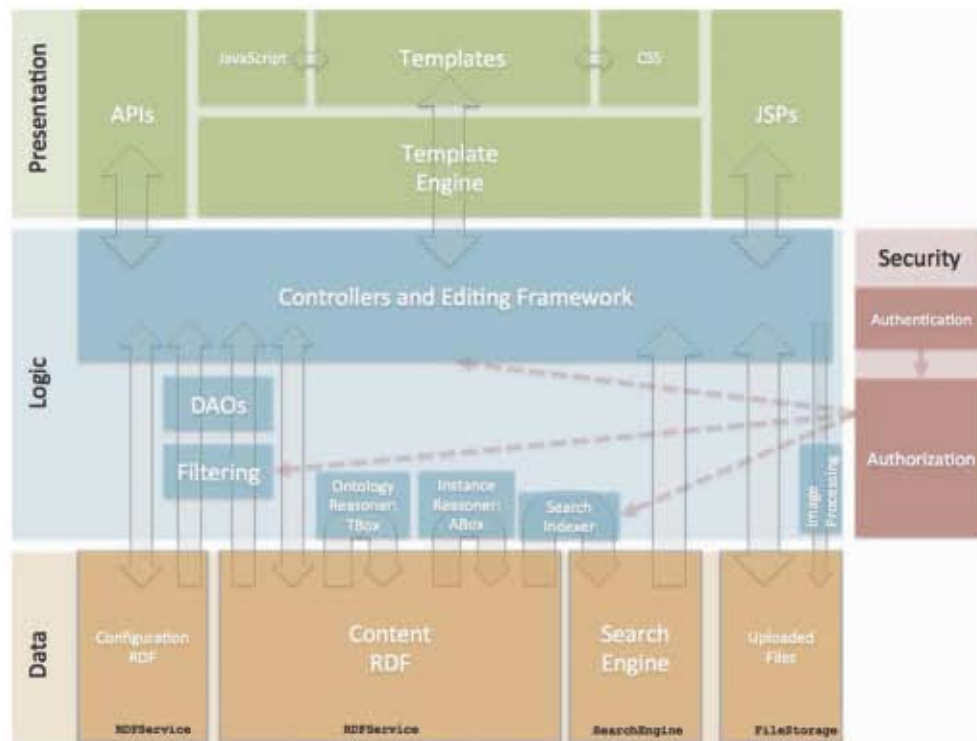 Presentation
APIs
JavaScript
Templates
CSS
JSPs
Template
Engine
Logic
Controllers and Editing Framework
DAOs
Filtering
Ontology
Reasoner:
TBox
Instance
Reasoner:
ABox
Search
Indexer
Image
Processing
Security
Authentication
Authorization
Data
Configuration
RDF
RDFService
Content
RDF
RDFService
Search
Engine
SearchEngine
Uploaded
Files
FileStorage